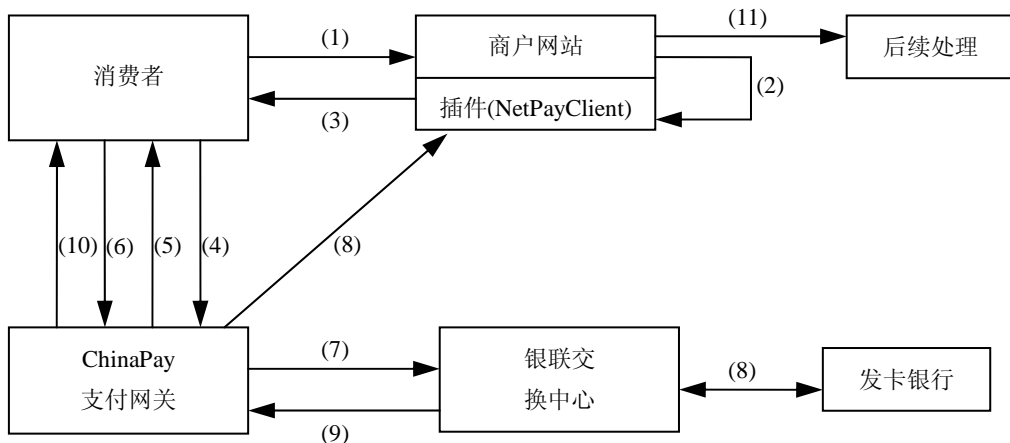 (1)
商户网站
(11)
后续处理
消费者
(2)
(3)
插件(NetPayClient)
(10)
(6)
(5)
(4)
(8)
ChinaPay
支付网关
(7)
银联交
换中心
(8)
发卡银行
(9)